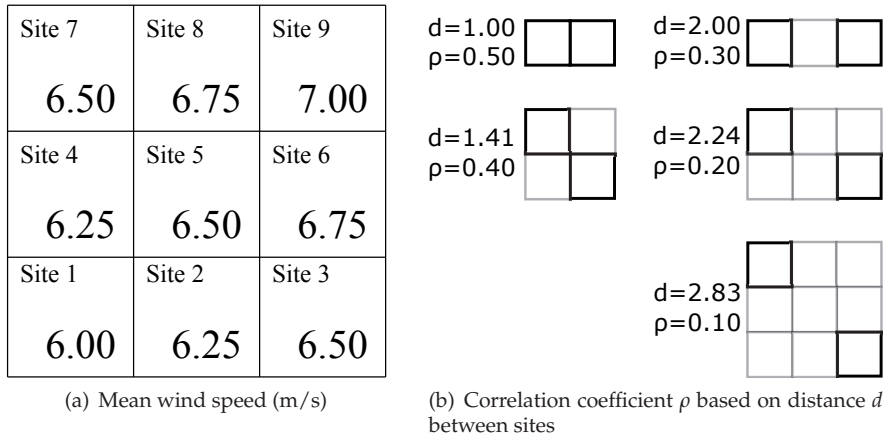 Site 7 Site 8 Site 9
6.50 6.75 7.00
Site 4 Site 5 Site 6
6.25 6.50 6.75
Site 1 Site 2 Site 3
6.00 6.25 6.50
(a) Mean wind speed (m/s)
d=1.00
ρ=0.50
d=2.00
ρ=0.30
d=1.41
ρ=0.40
d=2.24
ρ=0.20
d=2.83
ρ=0.10
(b) Correlation coefficient ρ based on distance d
between sites